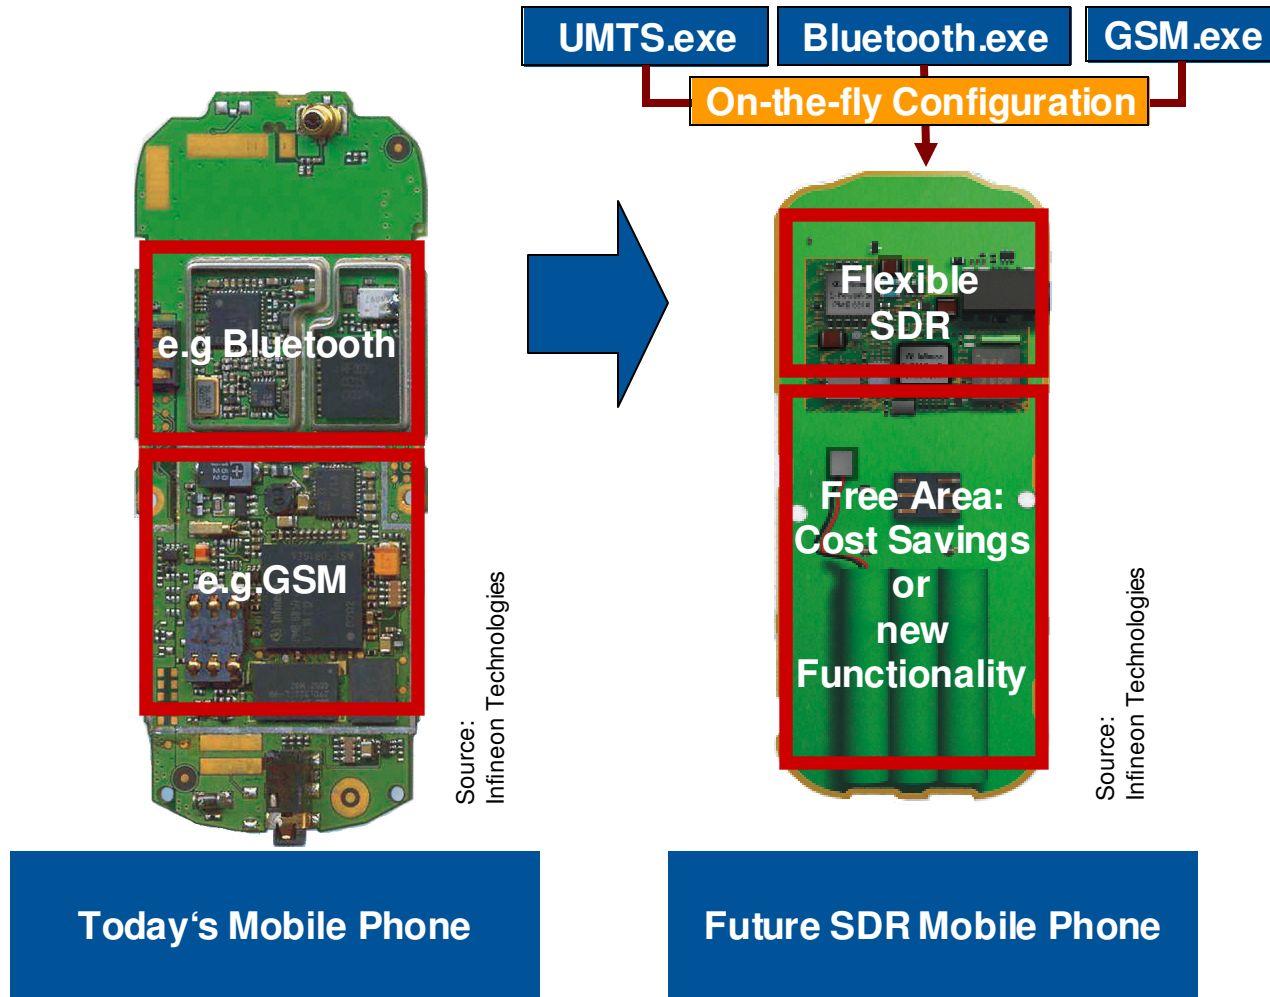 UMTS.exe
Bluetooth.exe
GSM.exe
On-the-fly Configuration
e.g Bluetooth
e.g.GSM
Source:
Infineon Technologies
Flexible
SDR
Free Area:
Cost Savings
or
new
Functionality
Source:
Infineon Technologies
Today‘s Mobile Phone
Future SDR Mobile Phone